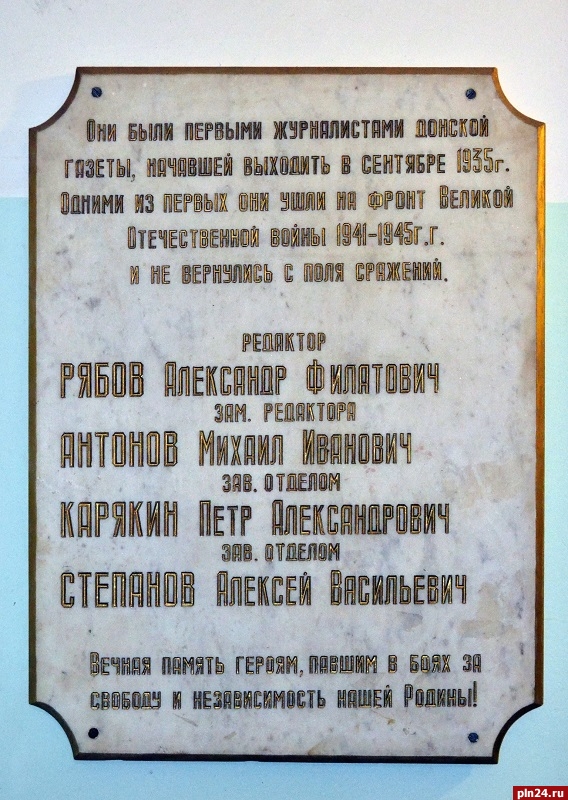 Они были первыми журналистами донской
газеты, начавшей выходить в сентябре 1935г.
Одними из первых они ушли на фронт Великой
Отечественной войны 1941-1945г.г.
и не вернулись с поля сражений.
редактор
РЯБОВ Александр Филатович
зам. редактора
АНТОНОВ Михаил Иванович
зав. отделом
КАРЯКИН Петр Александрович
зав. отделом
СТЕПАНОВ Алексей Васильевич
Вечная память героям, павшим в боях за
свободу и независимость нашей Родины!
pln24.ru